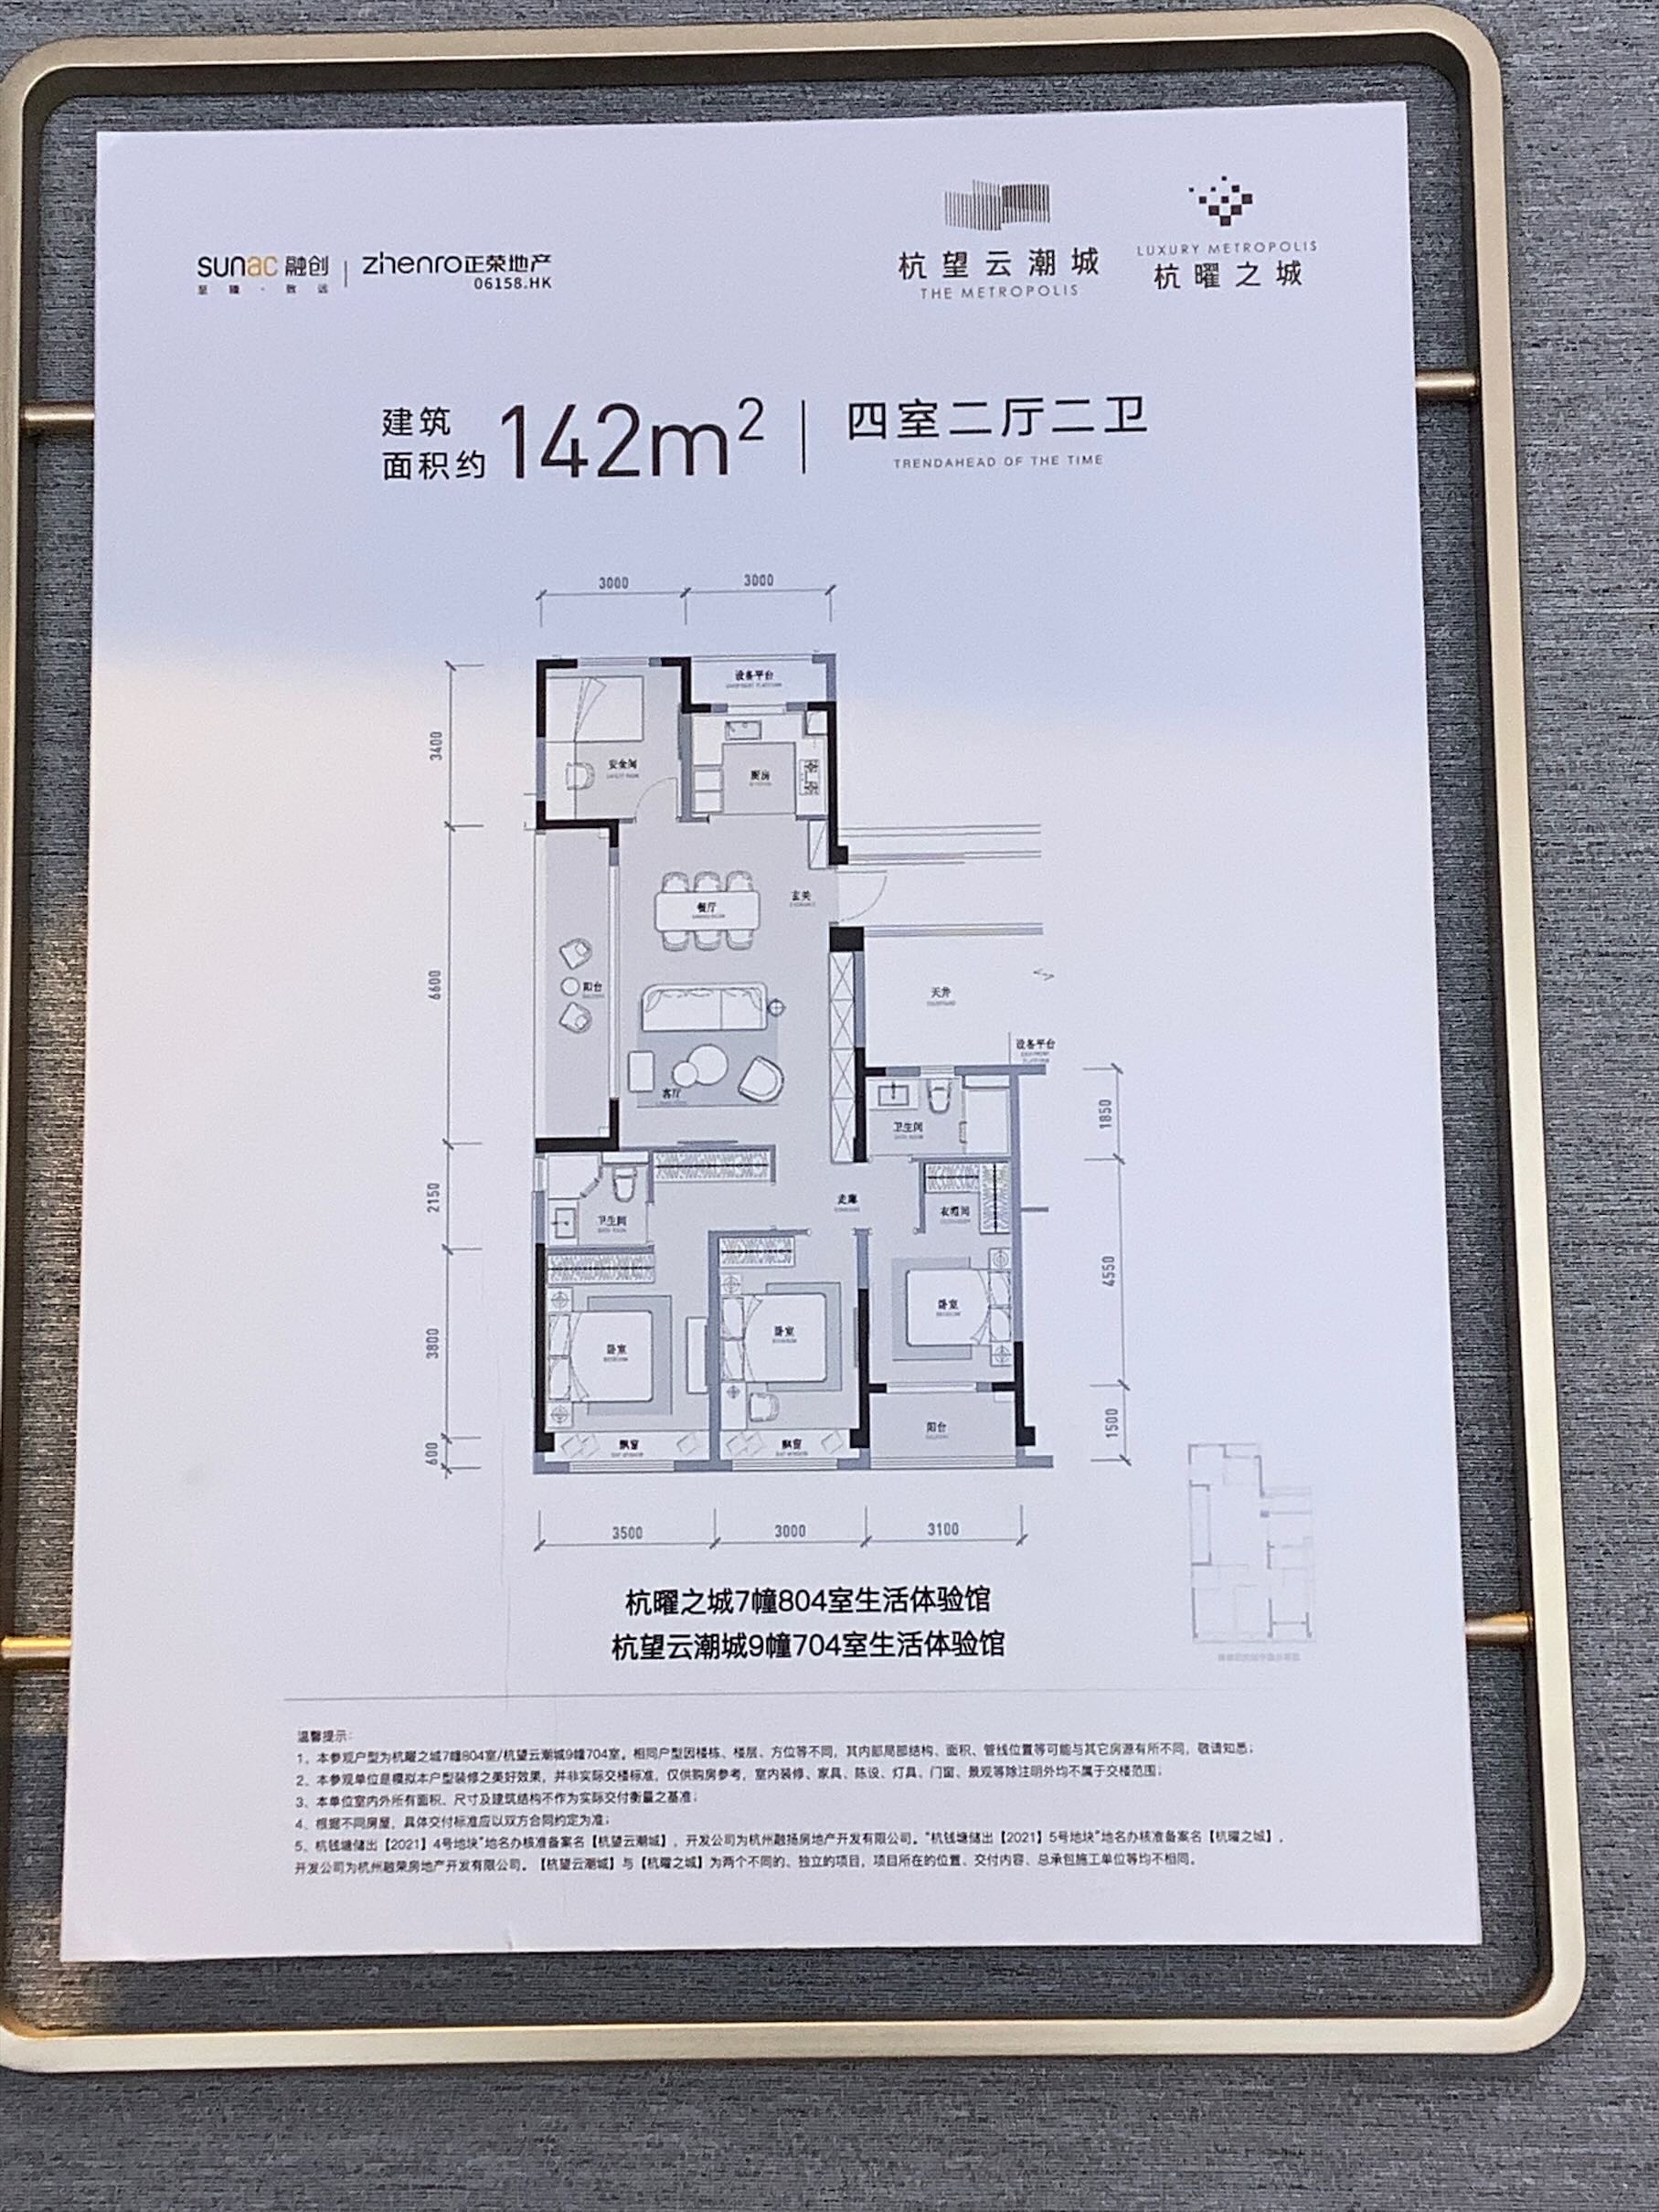 sunac 融创
至臻·致远
zhenro正荣地产
06158.HK
杭望云潮城
THE METROPOLIS
LUXURY METROPOLIS
杭曜之城
建筑
面积约
142m²
四室二厅二卫
TRENDAHEAD OF THE TIME
3000 3000
设备平台
3400
安全间
厨房
玄关
餐厅
6600
阳台
天井
设备平台
客厅
1850
卫生间
2150
走廊
衣帽间
卫生间
4550
卧室
卧室
卧室
3800
1500
阳台
600
飘窗
飘窗
3500 3000 3100
杭曜之城7幢804室生活体验馆
杭望云潮城9幢704室生活体验馆
温馨提示:
1、本参观户型为杭曜之城7幢804室/杭望云潮城9幢704室。相同户型因楼栋、楼层、方位等不同，其内部局部结构、面积、管线位置等可能与其它房源有所不同，敬请知悉；
2、本参观单位是模拟本户型装修之美好效果，并非实际交楼标准，仅供购房参考，室内装修、家具、陈设、灯具、门窗、景观等除注明外均不属于交楼范围；
3、本单位室内外所有面积、尺寸及建筑结构不作为实际交付衡量之基准；
4、根据不同房屋，具体交付标准应以双方合同约定为准；
5、杭钱塘储出【2021】4号地块"地名办核准备案名【杭望云潮城】，开发公司为杭州融扬房地产开发有限公司。"杭钱塘储出【2021】5号地块"地名办核准备案名【杭曜之城】，
开发公司为杭州融荣房地产开发有限公司。【杭望云潮城】与【杭曜之城】为两个不同的、独立的项目，项目所在的位置、交付内容、总承包施工单位等均不相同。